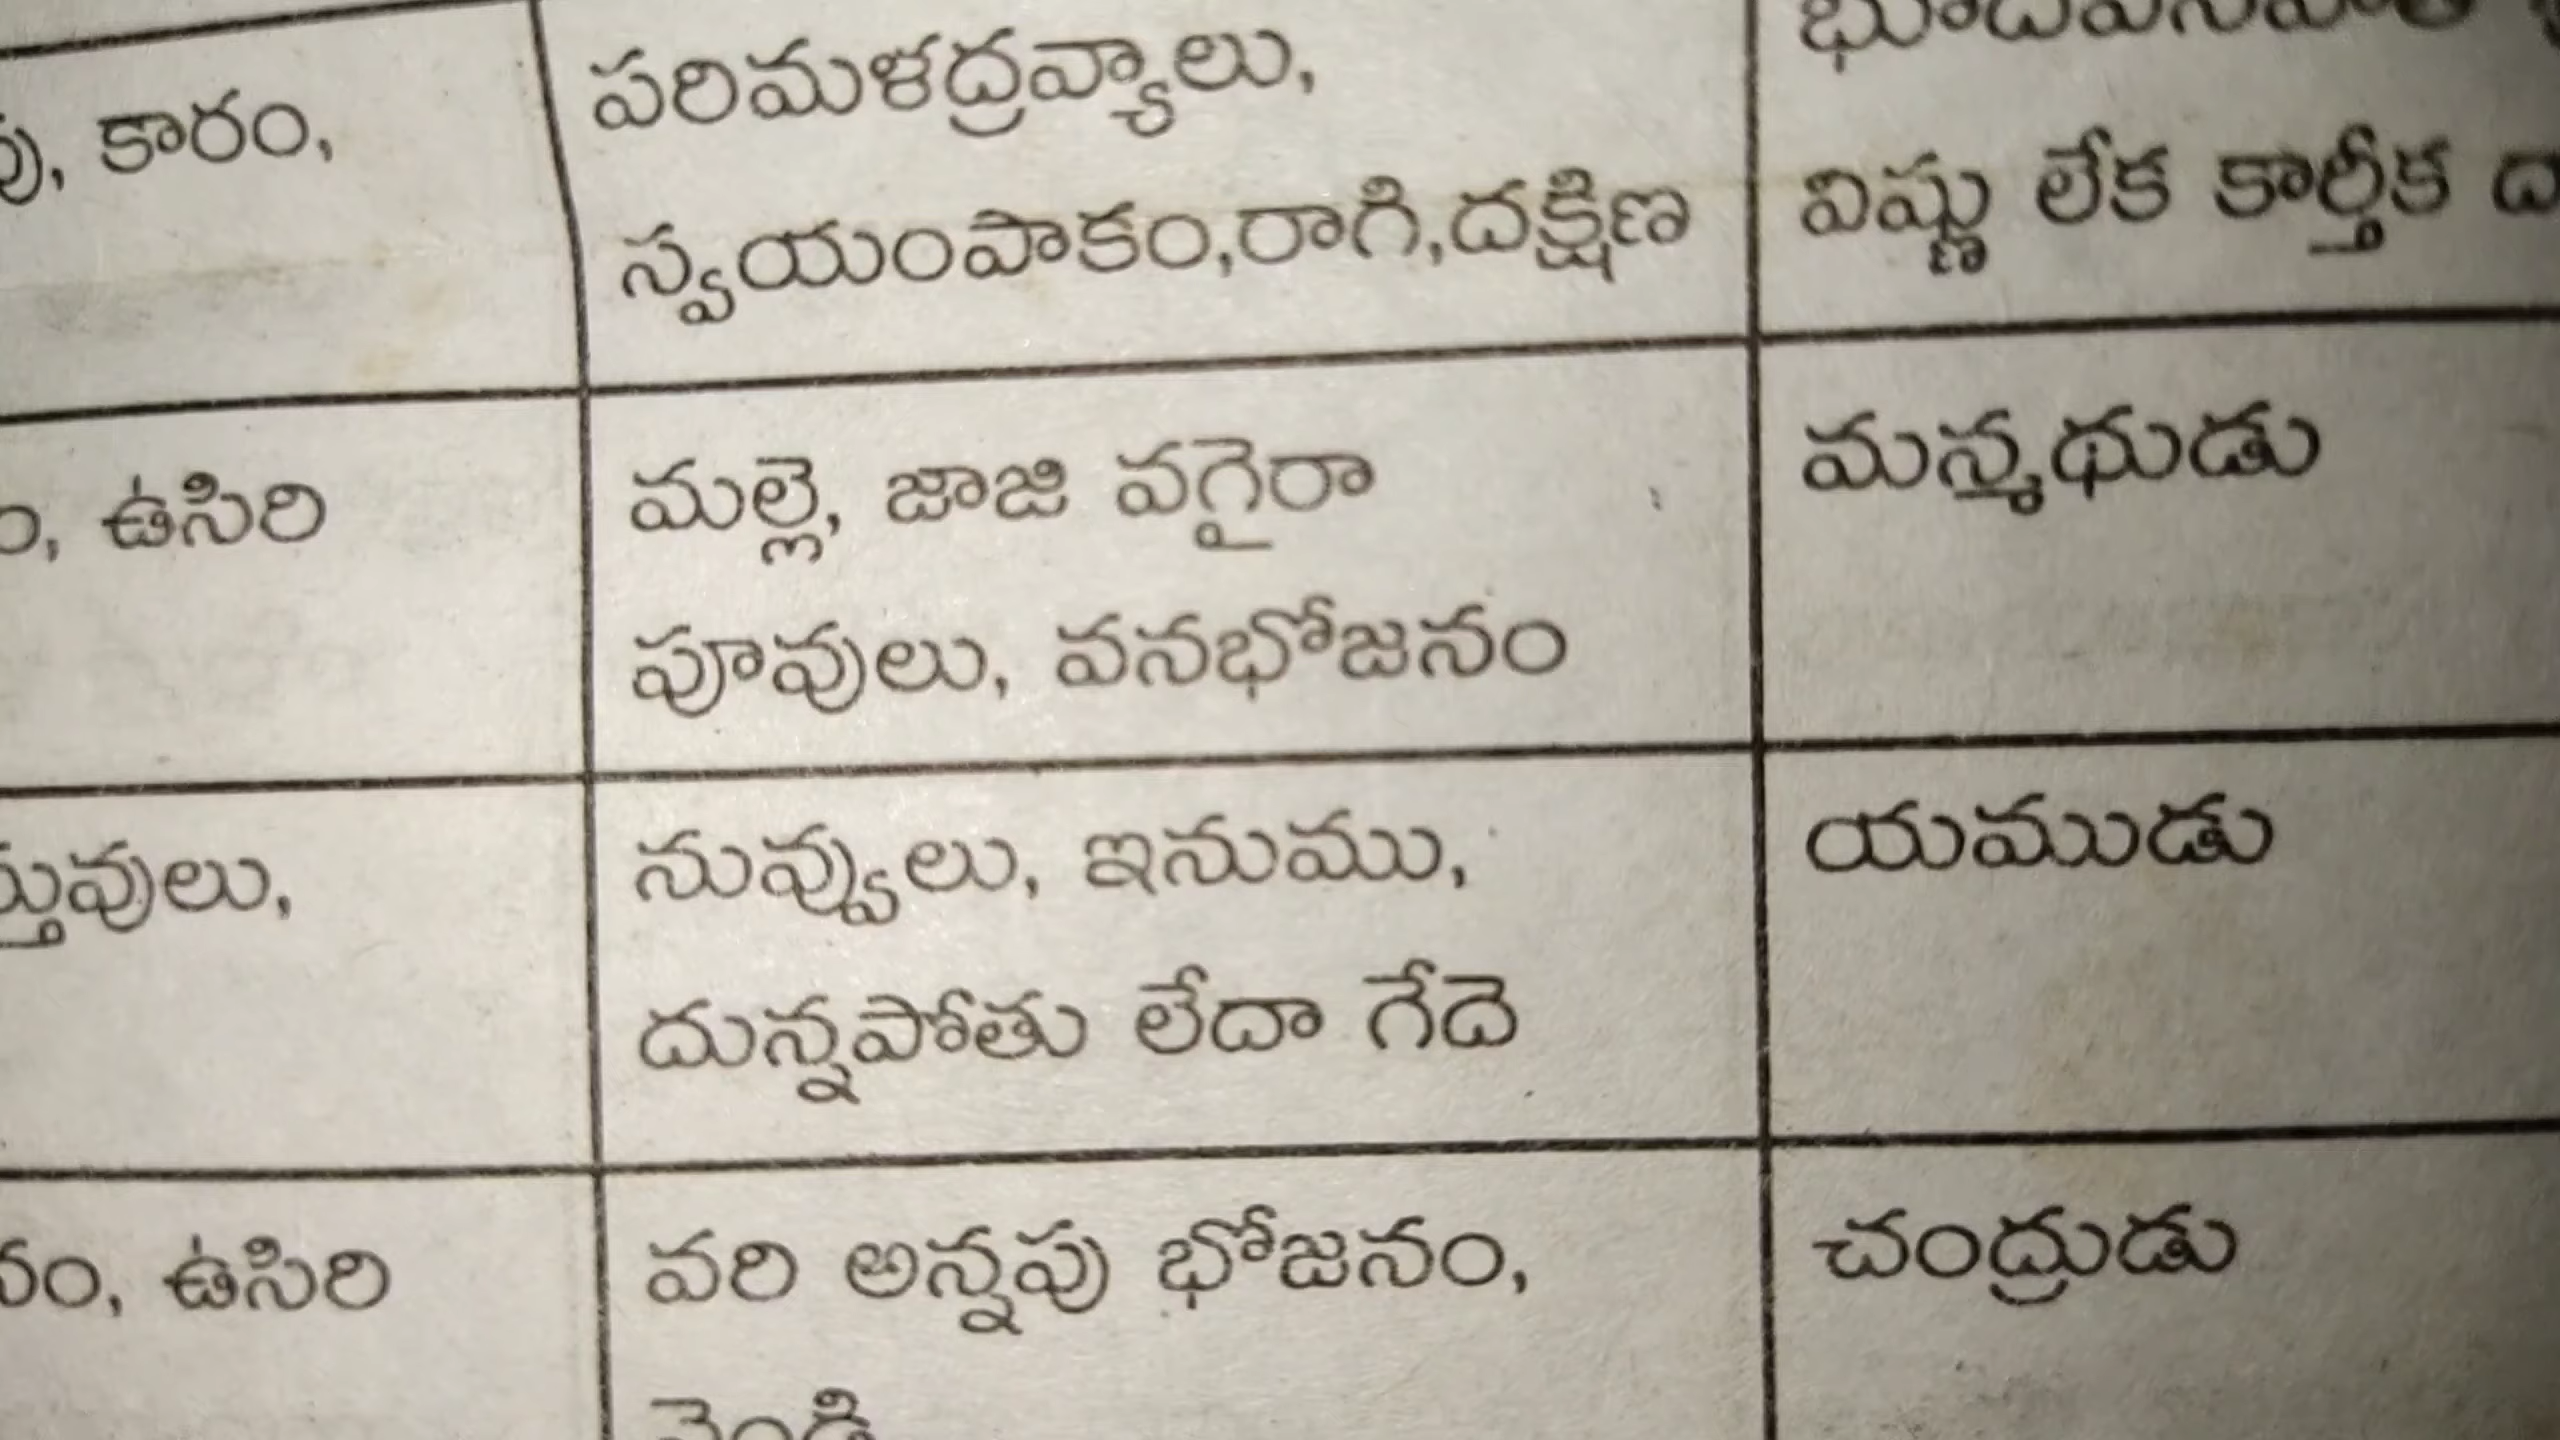 కారం,
ఉసిరి
ఉసిరి
పరిమళద్రవ్యాలు,
స్వయంపాకం,రాగి,దక్షిణ
మల్లె, జాజి వగైరా
పూవులు, వనభోజనం
నువ్వులు, ఇనుము,
దున్నపోతు లేదా గేదె
వరి అన్నపు భోజనం,
విష్ణు లేక కార్తీక
మన్మథుడు
యముడు
చంద్రుడు